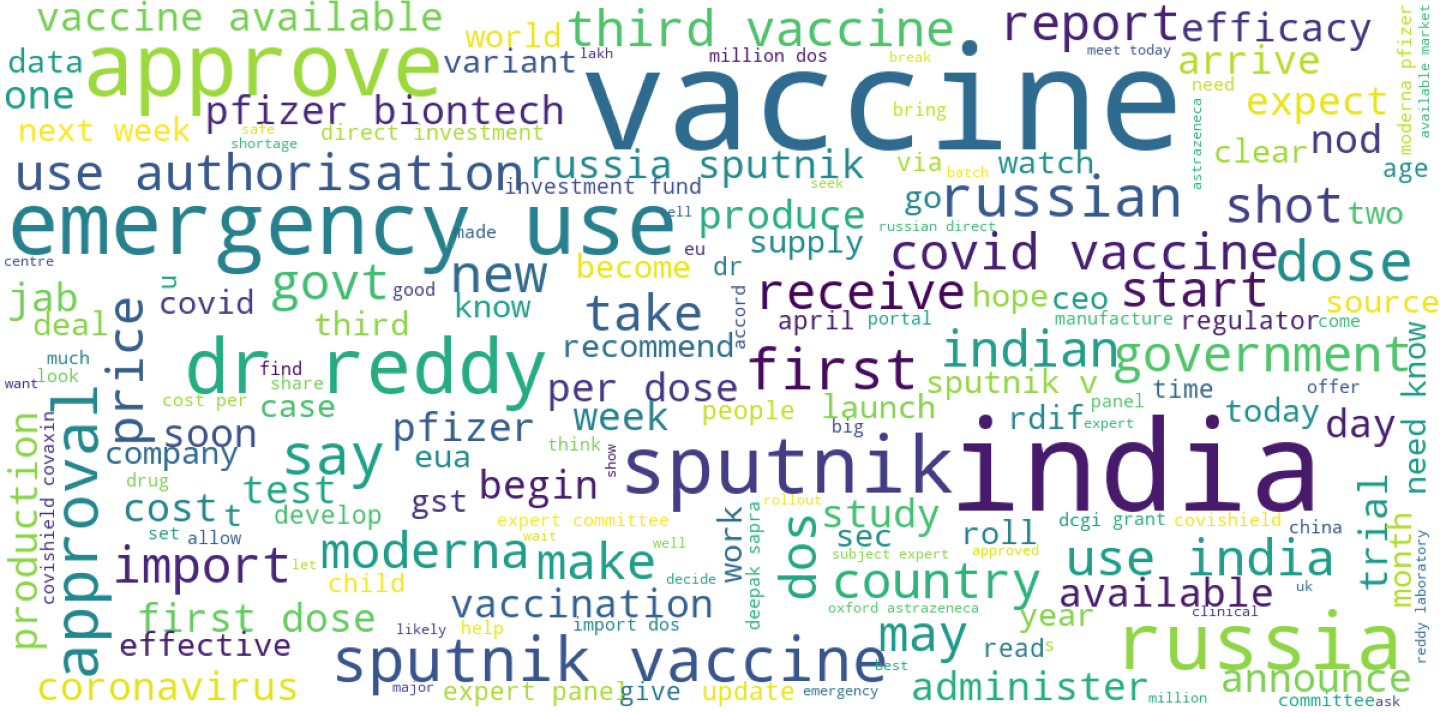 vaccine available
world
third vaccine
report
efficacy
approve
data
one
variant
lakh
million dos
break
meet today
arrive
moderna pfizer
available market
vaccine
pfizer biontech
next week
safe
shortage
direct investment
bring
need
expect
astrazeneca
clear
nod
age
use authorisation
russia sputnik
via
batch
watch
investment fund
seek
go
russian
shot
two
emergency use
cell
made
produce
russian direct
supply
eu
covid vaccine
dose
centre
u
govt
new
become
dr
good
know
jab
covid
receive
hope
ceo
start
source
deal
third
take
accord
april
portal
manufacture
regulator
come
price
recommend
much
look
find
dr reddy
first
indian
government
need know
want
share
per dose
sputnik v
time
offer
cost per
case
week
people
launch
rdif
panel
expert
today
approval
production
covishield covaxin
soon
pfizer
big
day
company
say
eua
think
show
sputnik
india
drug
test
begin
cost
t
develop
gst
rollout
set
allow
expert committee
wait
work
deepak sapra
dos
study
sec
roll
dcgi grant
covishield
china
trial
month
import
let
moderna
make
well
decide
subject expert
approved
use india
child
country
available
uk
reddy laboratory
first dose
vaccination
oxford astrazeneca
year
clinical
effective
likely
help
import dos
may
read
s
russia
sputnik vaccine
best
coronavirus
major
expert panel
give
update
emergency
administer
million
announce
committee
ask